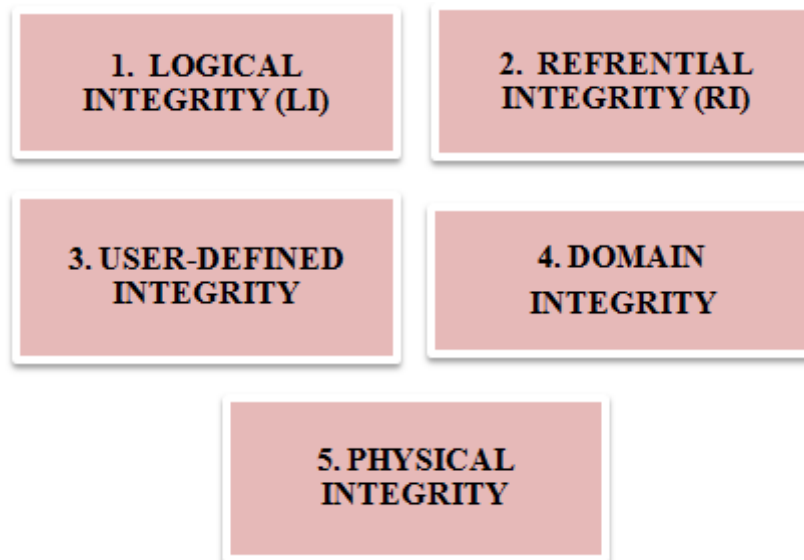 1. LOGICAL
INTEGRITY (LI)
2. REFRENTIAL
INTEGRITY (RI)
3. USER-DEFINED
INTEGRITY
4. DOMAIN
INTEGRITY
5. PHYSICAL
INTEGRITY